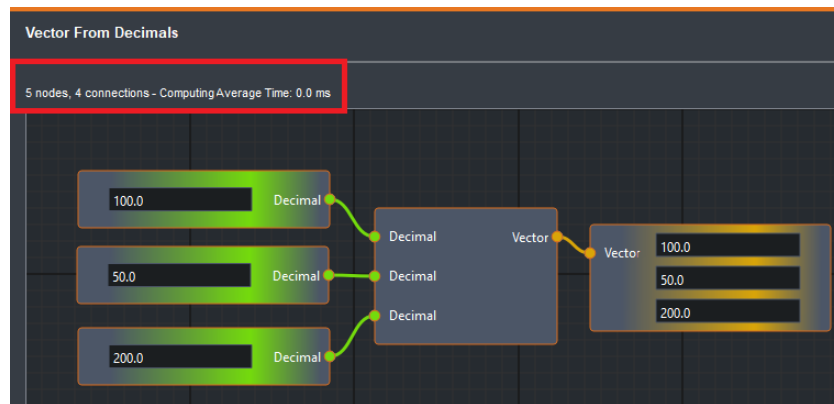 Vector From Decimals
5 nodes, 4 connections - Computing Average Time: 0.0 ms
100.0 Decimal
50.0 Decimal
200.0 Decimal
Decimal Vector
Decimal
Decimal
Vector 100.0
50.0
200.0